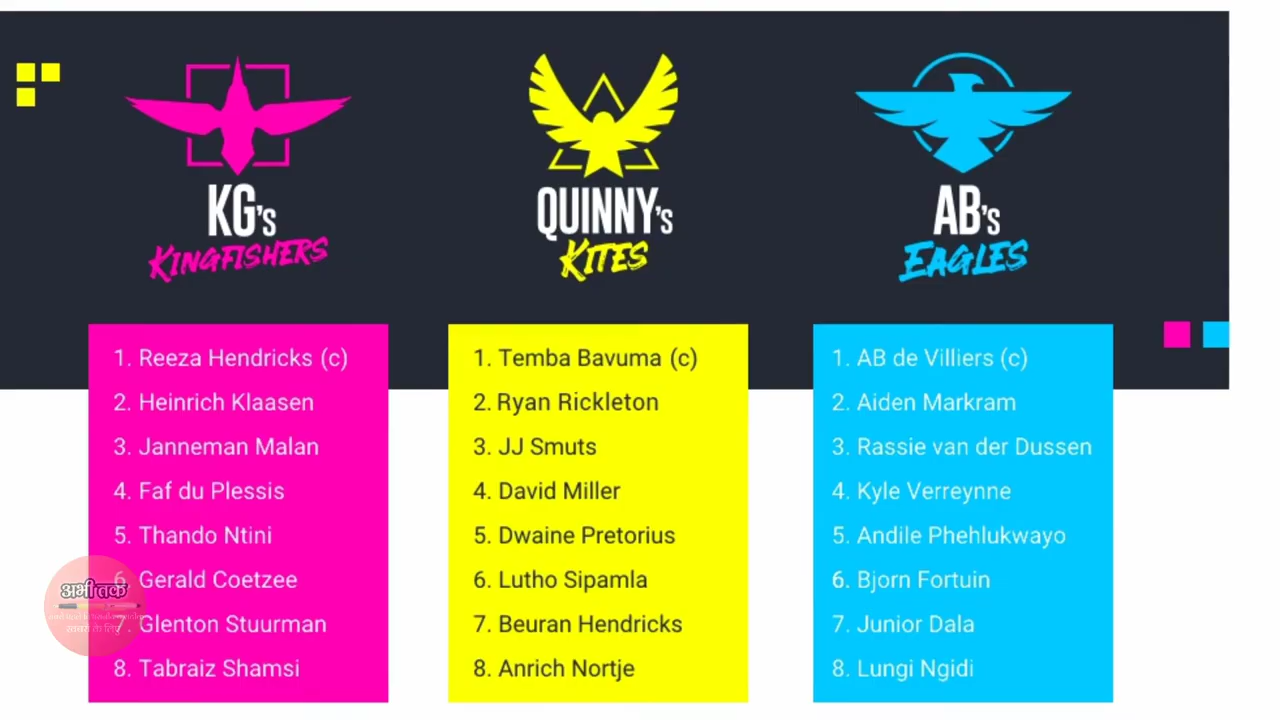 KG's
KINGFISHERS
1. Reeza Hendricks (c)
2. Heinrich Klaasen
3. Janneman Malan
4. Faf du Plessis
5. Thando Ntini
6. Gerald Coetzee
7. Glenton Stuurman
8. Tabraiz Shamsi
QUINNY's
KITES
1. Temba Bavuma (c)
2. Ryan Rickleton
3. JJ Smuts
4. David Miller
5. Dwaine Pretorius
6. Lutho Sipamla
7. Beuran Hendricks
8. Anrich Nortje
AB's
EAGLES
1. AB de Villiers (c)
2. Aiden Markram
3. Rassie van der Dussen
4. Kyle Verreynne
5. Andile Phehlukwayo
6. Bjorn Fortuin
7. Junior Dala
8. Lungi Ngidi
अभी तक